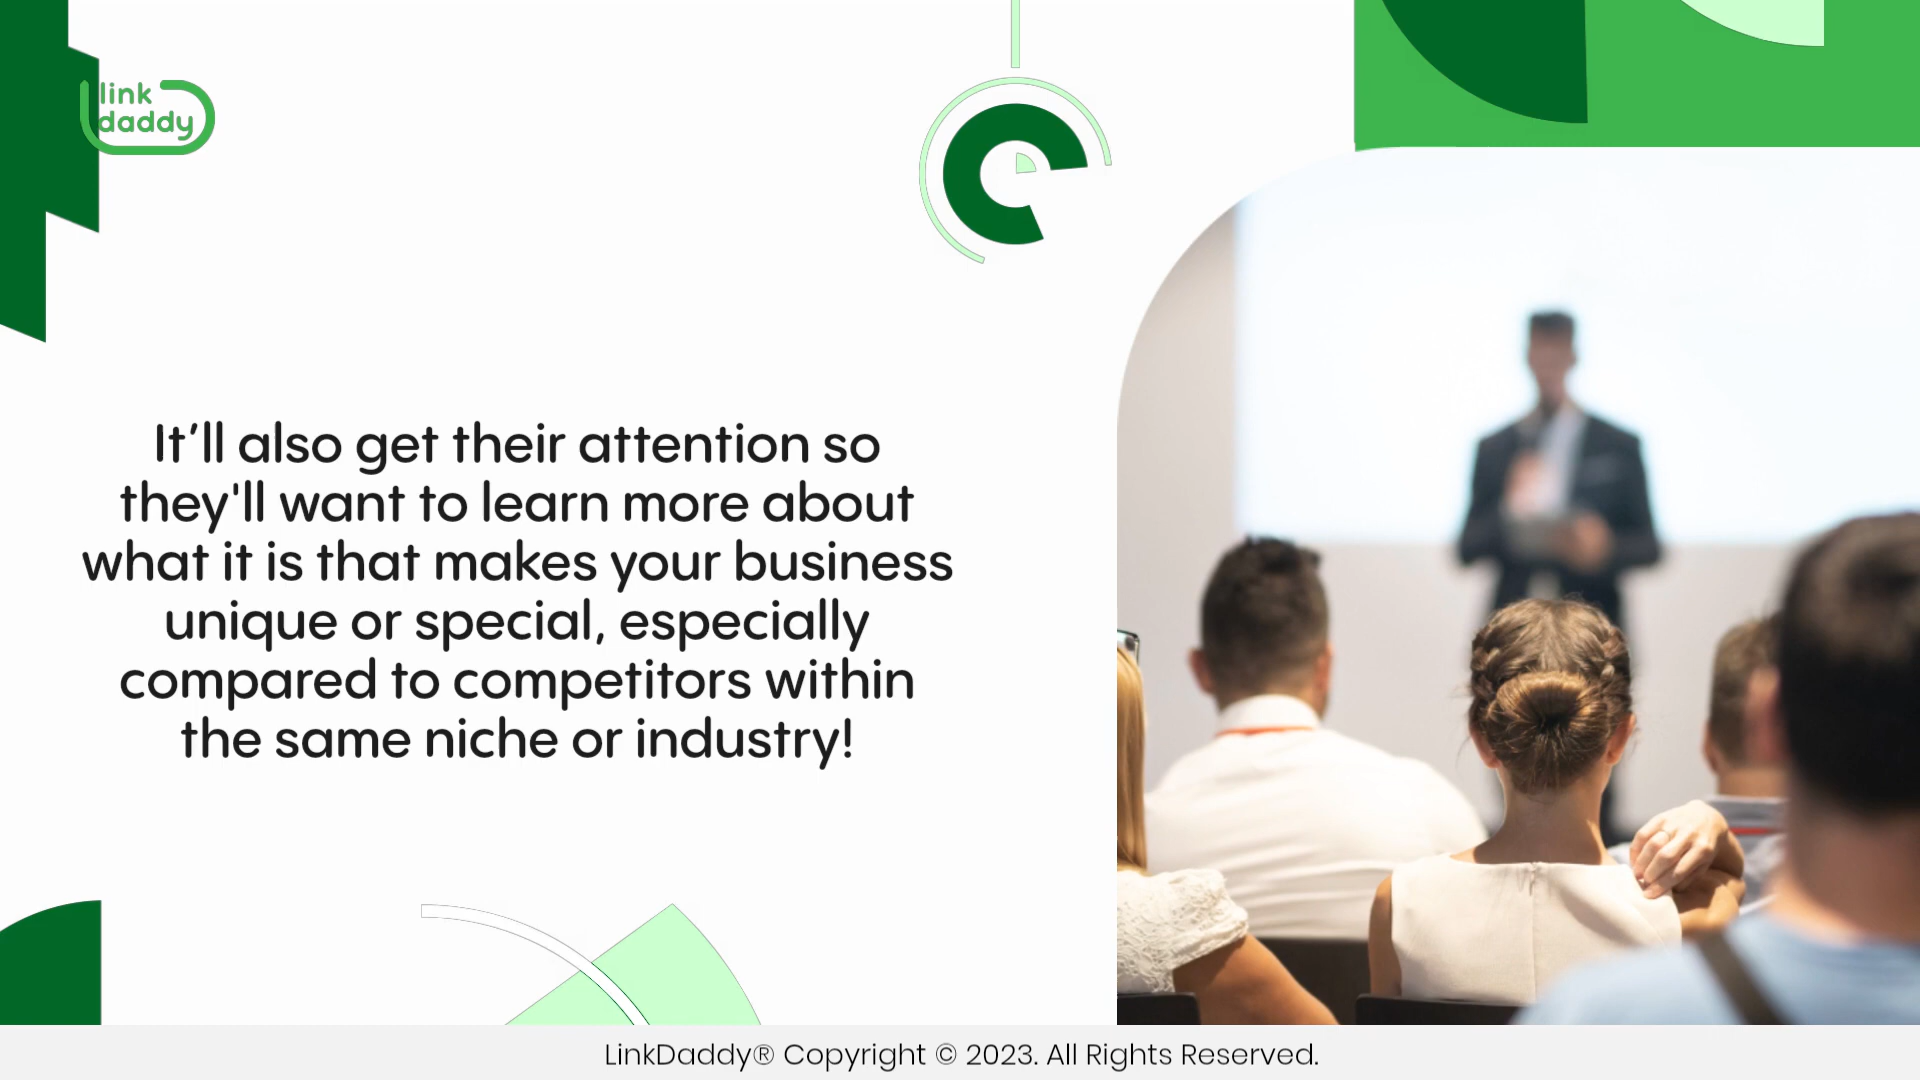 link
daddy
It’ll also get their attention so
they'll want to learn more about
what it is that makes your business
unique or special, especially
compared to competitors within
the same niche or industry!
LinkDaddy® Copyright © 2023. All Rights Reserved.